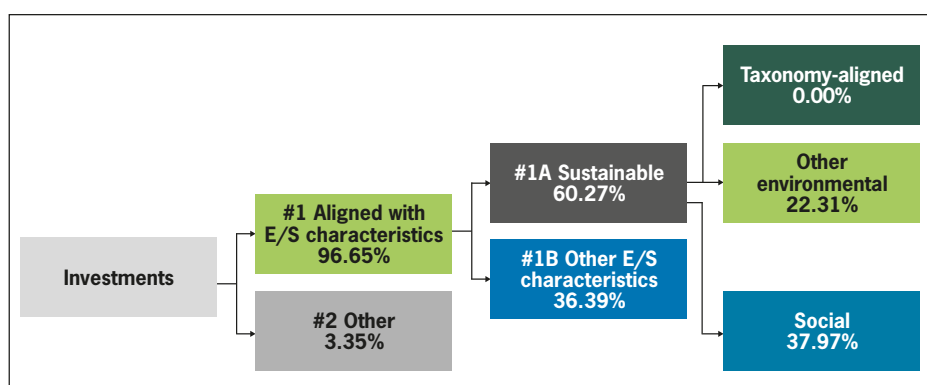 Investments
#1 Aligned with
E/S characteristics
96.65%
#2 Other
3.35%
#1A Sustainable
60.27%
#1B Other E/S
characteristics
36.39%
Taxonomy-aligned
0.00%
Other
environmental
22.31%
Social
37.97%